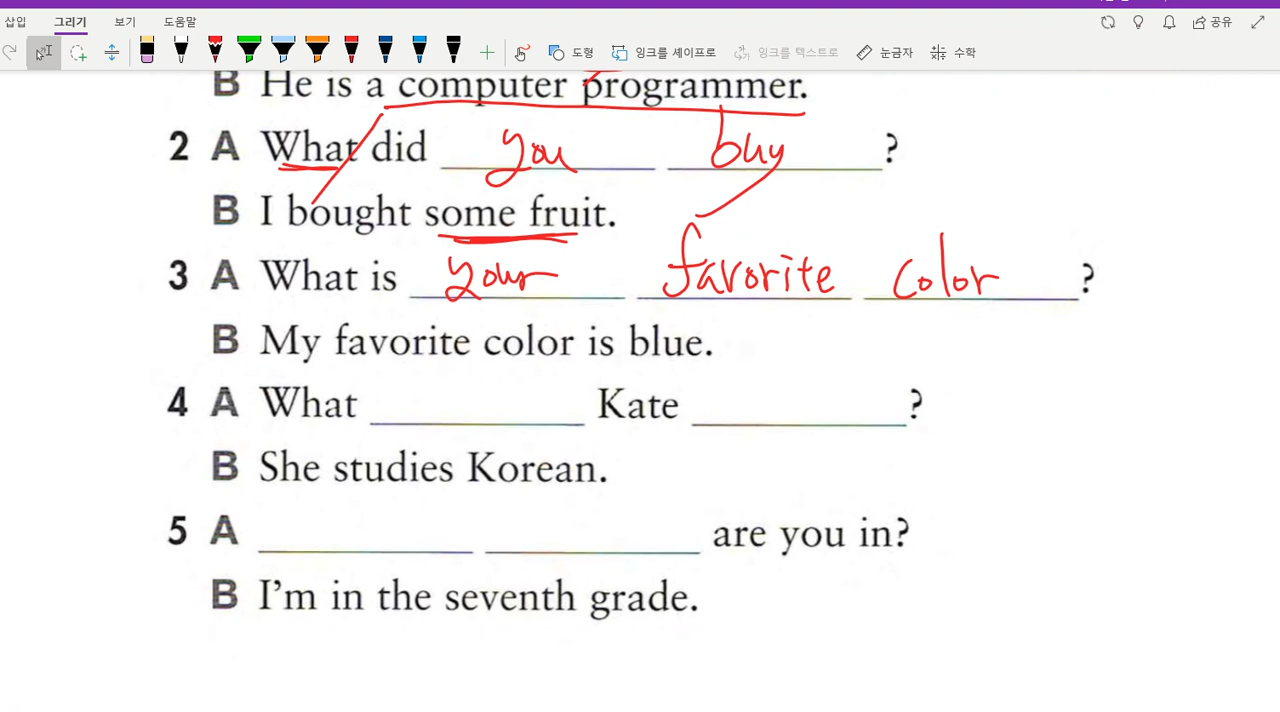 삽입 그리기 보기 도움말 공유
도형 잉크를 셰이프로 잉크를 텍스트로 눈금자 수학
B He is a computer programmer.
2 A What did you buy ?
B I bought some fruit.
3 A What is your favorite color ?
B My favorite color is blue.
4 A What Kate ?
B She studies Korean.
5 A are you in?
B I'm in the seventh grade.